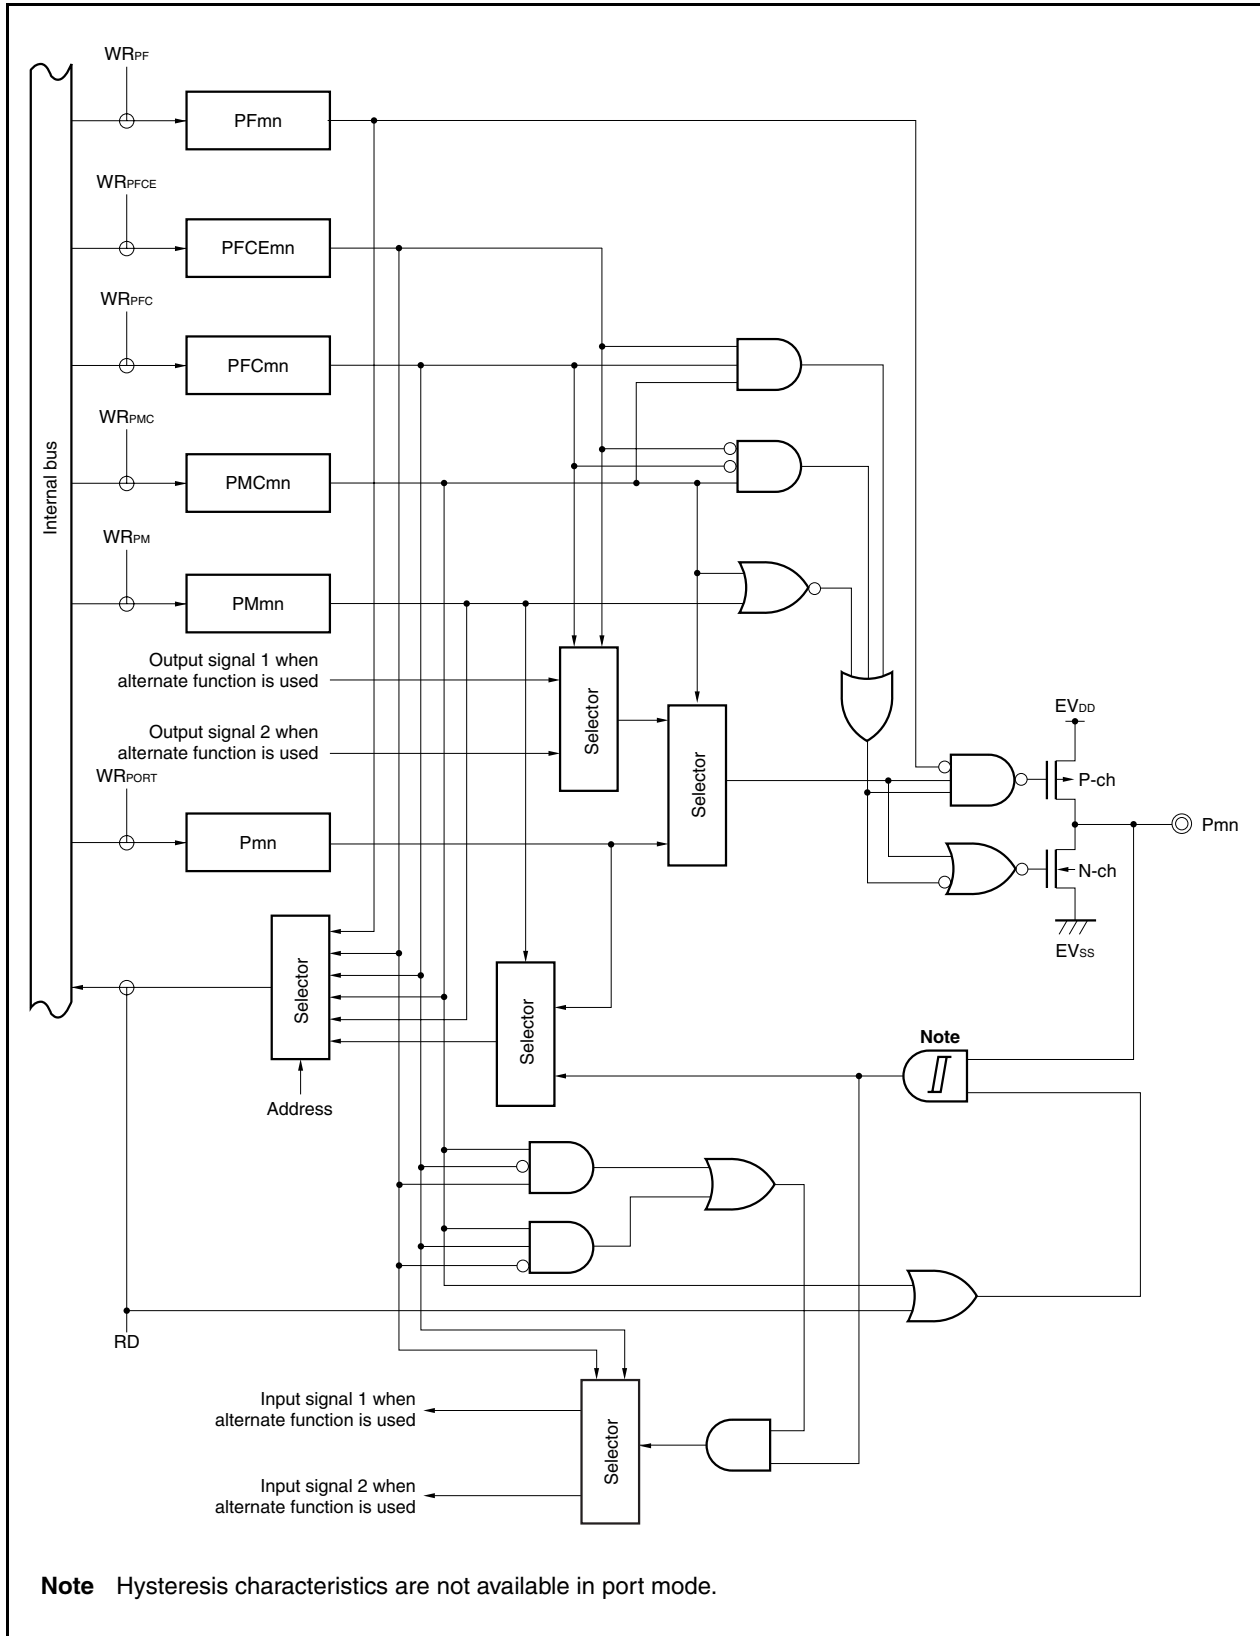 WRPF
PFmn
WRPFCE
PFCEmn
WRPFC
PFCmn
WRPMC
PMCmn
Internal bus
WRPM
PMmn
Output signal 1 when
alternate function is used
Selector
Output signal 2 when
alternate function is used
Selector
EVDD
P-ch
WRPORT
Pmn
Pmn
N-ch
EVSS
Selector
Selector
Note
Address
RD
Input signal 1 when
alternate function is used
Selector
Input signal 2 when
alternate function is used
Note Hysteresis characteristics are not available in port mode.